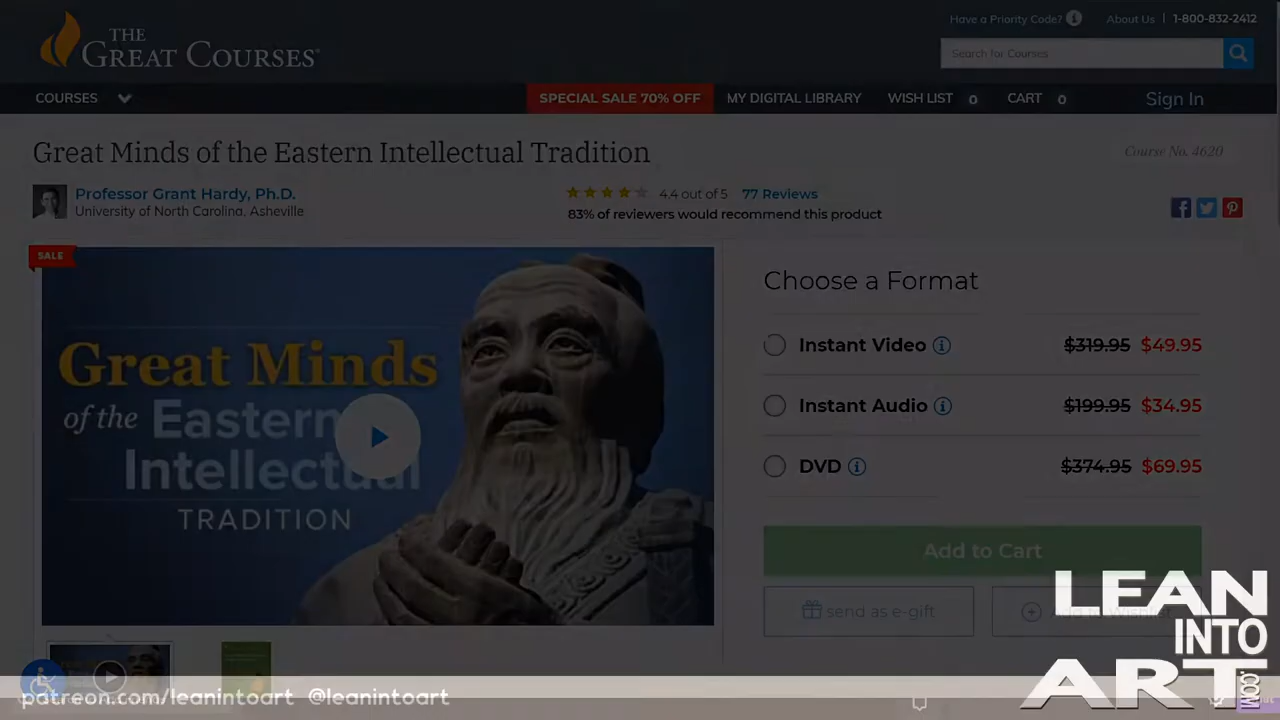 THE
GREAT COURSES
Have a Priority Code?
About Us
1-800-832-2412
Search for Courses
COURSES
SPECIAL SALE 70% OFF
MY DIGITAL LIBRARY
WISH LIST 0
CART 0
Sign In
Great Minds of the Eastern Intellectual Tradition
Course No. 4620
Professor Grant Hardy, Ph.D.
University of North Carolina, Asheville
4.4 out of 5 77 Reviews
83% of reviewers would recommend this product
SALE
Great Minds
of the Eastern
Intellectual
TRADITION
Choose a Format
Instant Video $319.95 $49.95
Instant Audio $199.95 $34.95
DVD $374.95 $69.95
Add to Cart
send as e-gift
Add to Wishlist
LEAN
INTO
ART
.COM
patreon.com/leanintoart @leanintoart